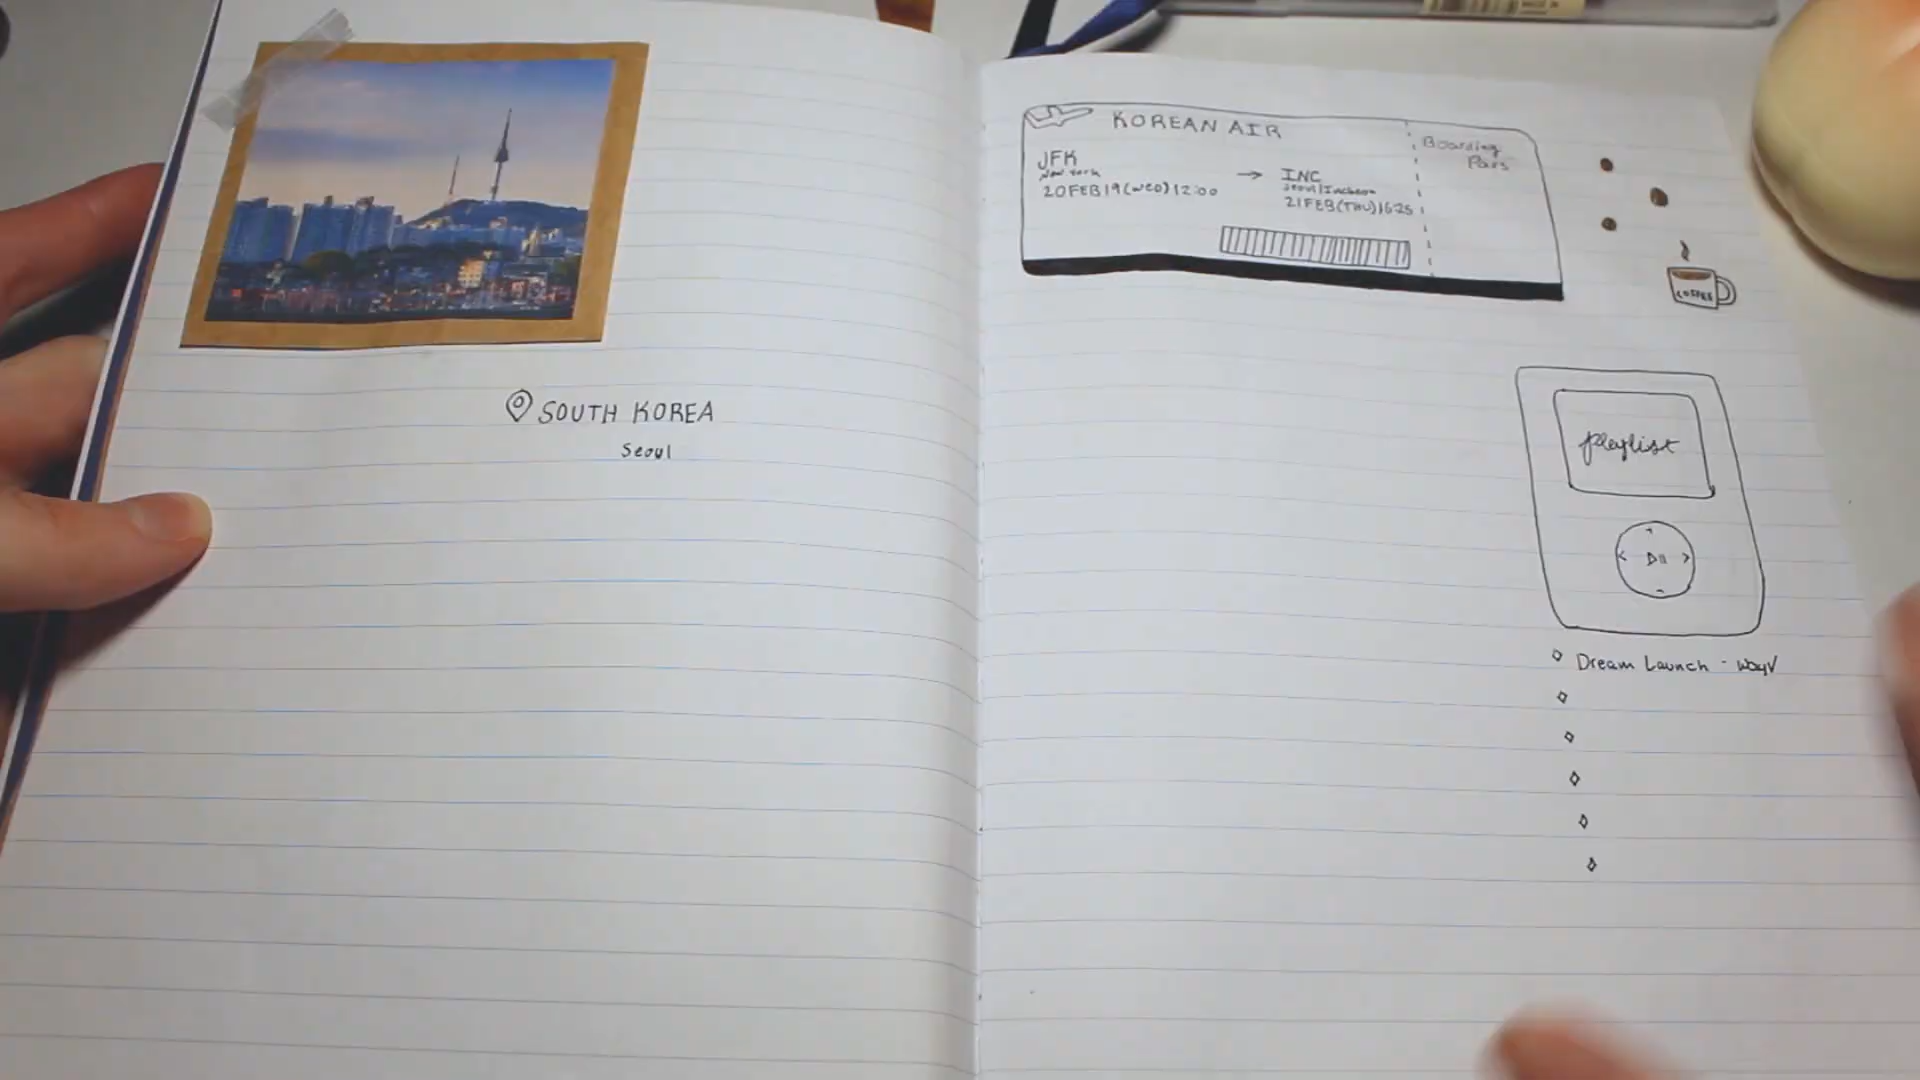 SOUTH KOREA
Seoul
KOREAN AIR
Boarding
Pass
JFK
New York
20FEB19(WED)12:00
INC
Seoul/Incheon
21FEB(THU)16:25
COFFEE
playlist
Dream Launch - WayV